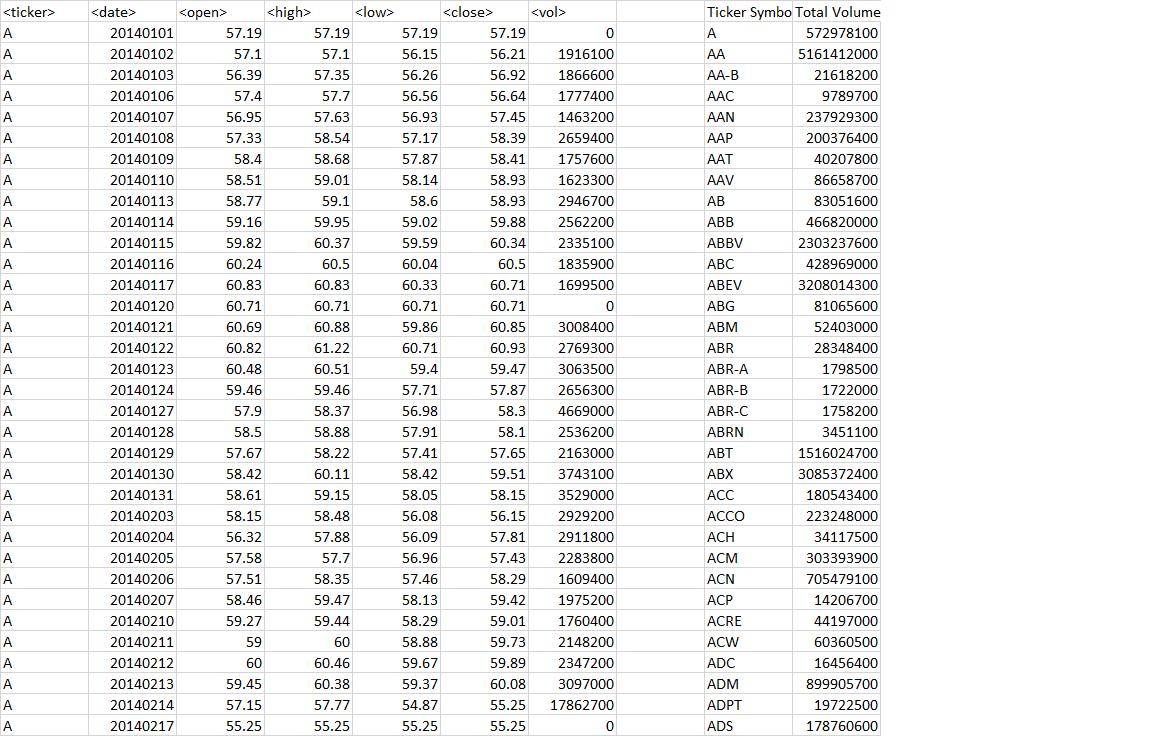 <ticker> <date> <open> <high> <low> <close> <vol> Ticker Symbo Total Volume
A 20140101 57.19 57.19 57.19 57.19 0 A 572978100
A 20140102 57.1 57.1 56.15 56.21 1916100 AA 5161412000
A 20140103 56.39 57.35 56.26 56.92 1866600 AA-B 21618200
A 20140106 57.4 57.7 56.56 56.64 1777400 AAC 9789700
A 20140107 56.95 57.63 56.93 57.45 1463200 AAN 237929300
A 20140108 57.33 58.54 57.17 58.39 2659400 AAP 200376400
A 20140109 58.4 58.68 57.87 58.41 1757600 AAT 40207800
A 20140110 58.51 59.01 58.14 58.93 1623300 AAV 86658700
A 20140113 58.77 59.1 58.6 58.93 2946700 AB 83051600
A 20140114 59.16 59.95 59.02 59.88 2562200 ABB 466820000
A 20140115 59.82 60.37 59.59 60.34 2335100 ABBV 2303237600
A 20140116 60.24 60.5 60.04 60.5 1835900 ABC 428969000
A 20140117 60.83 60.83 60.33 60.71 1699500 ABEV 3208014300
A 20140120 60.71 60.71 60.71 60.71 0 ABG 81065600
A 20140121 60.69 60.88 59.86 60.85 3008400 ABM 52403000
A 20140122 60.82 61.22 60.71 60.93 2769300 ABR 28348400
A 20140123 60.48 60.51 59.4 59.47 3063500 ABR-A 1798500
A 20140124 59.46 59.46 57.71 57.87 2656300 ABR-B 1722000
A 20140127 57.9 58.37 56.98 58.3 4669000 ABR-C 1758200
A 20140128 58.5 58.88 57.91 58.1 2536200 ABRN 3451100
A 20140129 57.67 58.22 57.41 57.65 2163000 ABT 1516024700
A 20140130 58.42 60.11 58.42 59.51 3743100 ABX 3085372400
A 20140131 58.61 59.15 58.05 58.15 3529000 ACC 180543400
A 20140203 58.15 58.48 56.08 56.15 2929200 ACCO 223248000
A 20140204 56.32 57.88 56.09 57.81 2911800 ACH 34117500
A 20140205 57.58 57.7 56.96 57.43 2283800 ACM 303393900
A 20140206 57.51 58.35 57.46 58.29 1609400 ACN 705479100
A 20140207 58.46 59.47 58.13 59.42 1975200 ACP 14206700
A 20140210 59.27 59.44 58.29 59.01 1760400 ACRE 44197000
A 20140211 59 60 58.88 59.73 2148200 ACW 60360500
A 20140212 60 60.46 59.67 59.89 2347200 ADC 16456400
A 20140213 59.45 60.38 59.37 60.08 3097000 ADM 899905700
A 20140214 57.15 57.77 54.87 55.25 17862700 ADPT 19722500
A 20140217 55.25 55.25 55.25 55.25 0 ADS 178760600